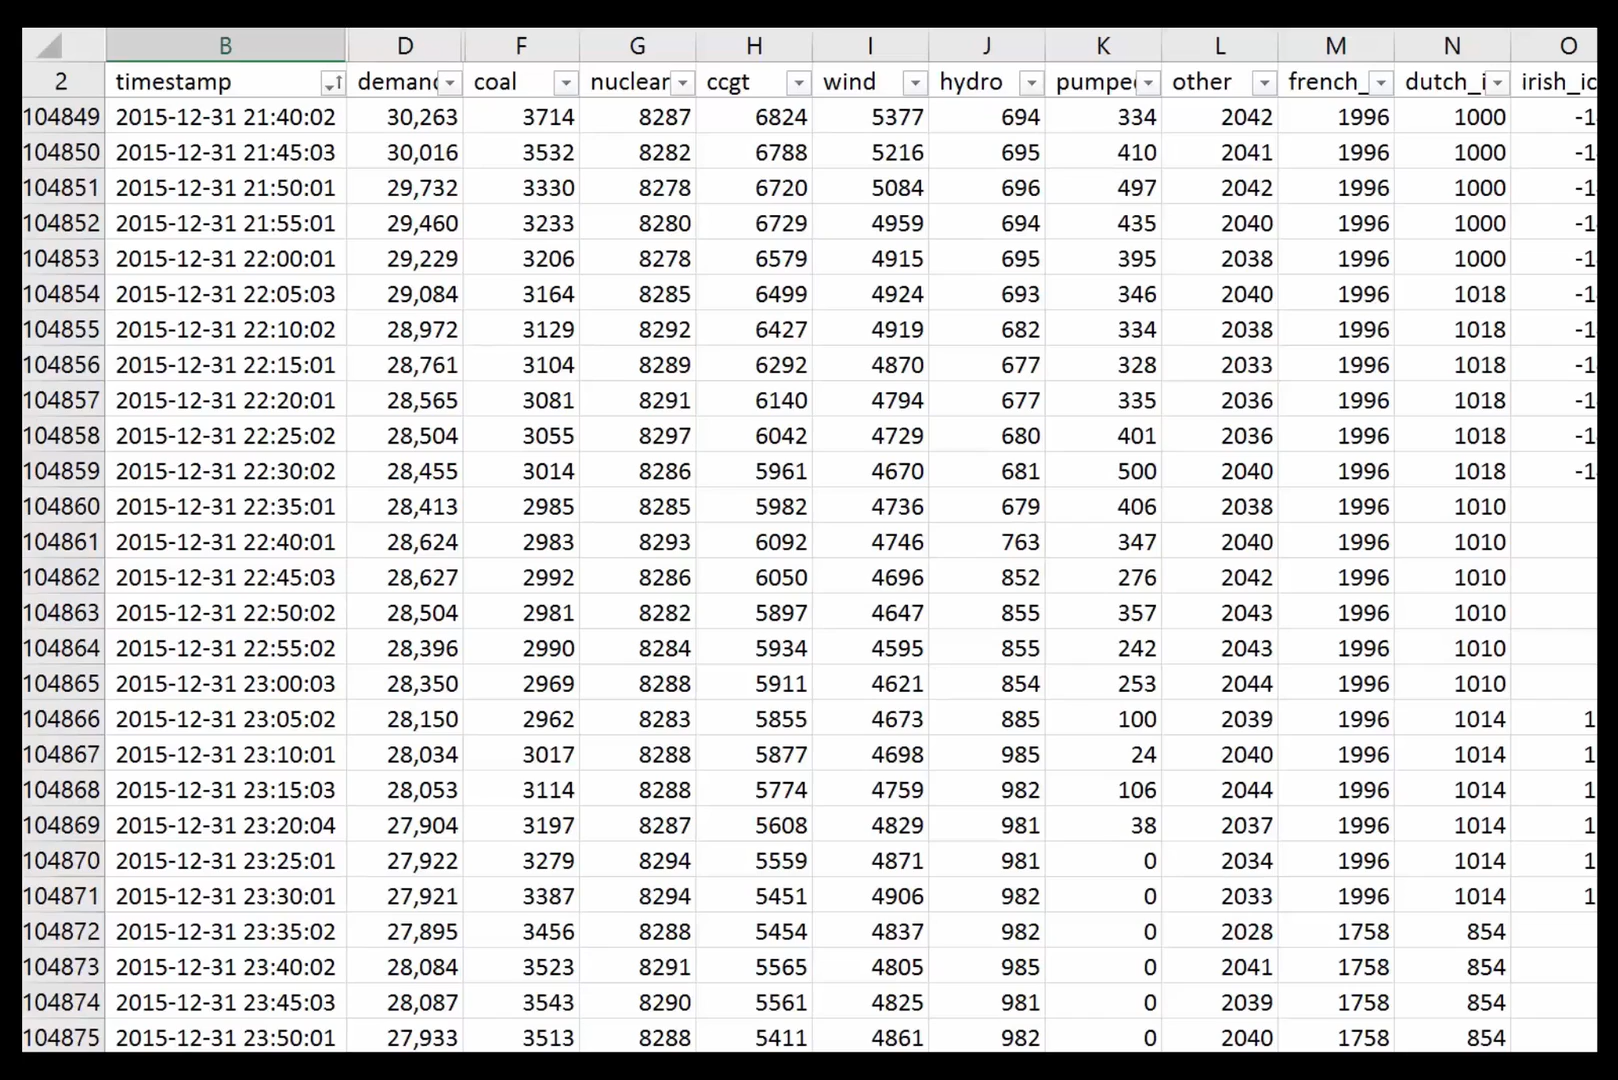 B D F G H I J K L M N O
2 timestamp demand coal nuclear ccgt wind hydro pumped other french_ dutch_i irish_ic
104849 2015-12-31 21:40:02 30,263 3714 8287 6824 5377 694 334 2042 1996 1000 -1
104850 2015-12-31 21:45:03 30,016 3532 8282 6788 5216 695 410 2041 1996 1000 -1
104851 2015-12-31 21:50:01 29,732 3330 8278 6720 5084 696 497 2042 1996 1000 -1
104852 2015-12-31 21:55:01 29,460 3233 8280 6729 4959 694 435 2040 1996 1000 -1
104853 2015-12-31 22:00:01 29,229 3206 8278 6579 4915 695 395 2038 1996 1000 -1
104854 2015-12-31 22:05:03 29,084 3164 8285 6499 4924 693 346 2040 1996 1018 -1
104855 2015-12-31 22:10:02 28,972 3129 8292 6427 4919 682 334 2038 1996 1018 -1
104856 2015-12-31 22:15:01 28,761 3104 8289 6292 4870 677 328 2033 1996 1018 -1
104857 2015-12-31 22:20:01 28,565 3081 8291 6140 4794 677 335 2036 1996 1018 -1
104858 2015-12-31 22:25:02 28,504 3055 8297 6042 4729 680 401 2036 1996 1018 -1
104859 2015-12-31 22:30:02 28,455 3014 8286 5961 4670 681 500 2040 1996 1018 -1
104860 2015-12-31 22:35:01 28,413 2985 8285 5982 4736 679 406 2038 1996 1010
104861 2015-12-31 22:40:01 28,624 2983 8293 6092 4746 763 347 2040 1996 1010
104862 2015-12-31 22:45:03 28,627 2992 8286 6050 4696 852 276 2042 1996 1010
104863 2015-12-31 22:50:02 28,504 2981 8282 5897 4647 855 357 2043 1996 1010
104864 2015-12-31 22:55:02 28,396 2990 8284 5934 4595 855 242 2043 1996 1010
104865 2015-12-31 23:00:03 28,350 2969 8288 5911 4621 854 253 2044 1996 1010
104866 2015-12-31 23:05:02 28,150 2962 8283 5855 4673 885 100 2039 1996 1014 1
104867 2015-12-31 23:10:01 28,034 3017 8288 5877 4698 985 24 2040 1996 1014 1
104868 2015-12-31 23:15:03 28,053 3114 8288 5774 4759 982 106 2044 1996 1014 1
104869 2015-12-31 23:20:04 27,904 3197 8287 5608 4829 981 38 2037 1996 1014 1
104870 2015-12-31 23:25:01 27,922 3279 8294 5559 4871 981 0 2034 1996 1014 1
104871 2015-12-31 23:30:01 27,921 3387 8294 5451 4906 982 0 2033 1996 1014 1
104872 2015-12-31 23:35:02 27,895 3456 8288 5454 4837 982 0 2028 1758 854
104873 2015-12-31 23:40:02 28,084 3523 8291 5565 4805 985 0 2041 1758 854
104874 2015-12-31 23:45:03 28,087 3543 8290 5561 4825 981 0 2039 1758 854
104875 2015-12-31 23:50:01 27,933 3513 8288 5411 4861 982 0 2040 1758 854